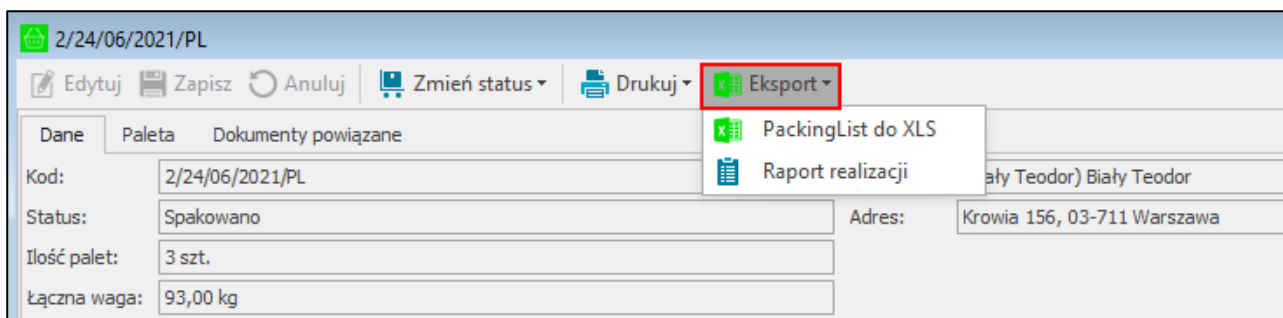 2/24/06/2021/PL
Edytuj Zapisz Anuluj Zmień status Drukuj Eksport
Dane Paleta Dokumenty powiązane
PackingList do XLS
Raport realizacji
Kod: 2/24/06/2021/PL ały Teodor) Biały Teodor
Status: Spakowano Adres: Krowia 156, 03-711 Warszawa
Ilość palet: 3 szt.
Łączna waga: 93,00 kg